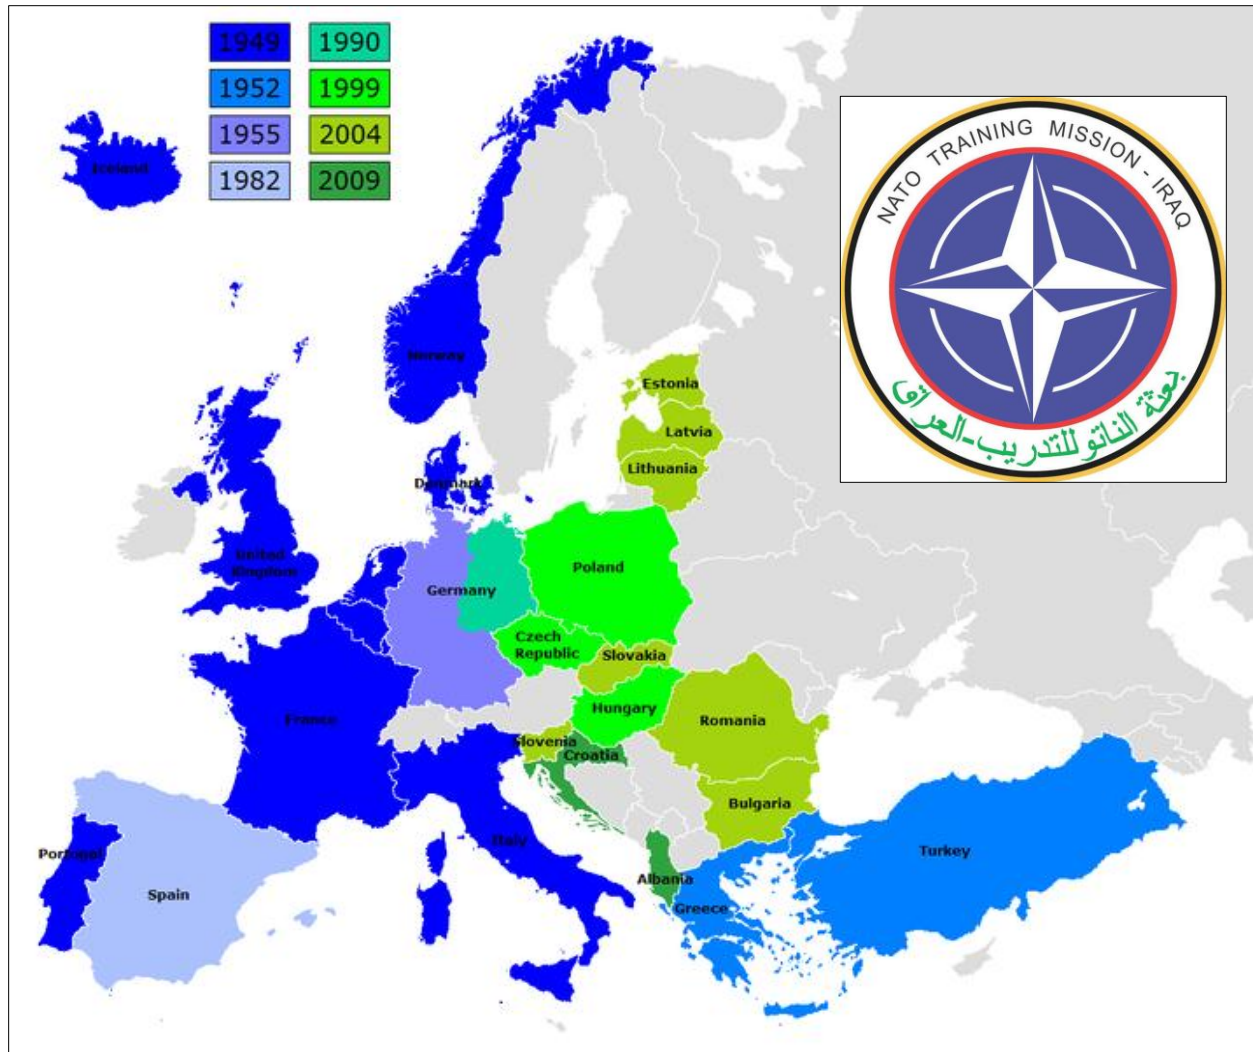 1949
1990
1952
1999
1955
2004
1982
2009
Iceland
NATO TRAINING MISSION - IRAQ
بعثة الناتو للتدريب-العراق
Norway
Estonia
Latvia
Lithuania
Denmark
United
Kingdom
Germany
Poland
Czech
Republic
Slovakia
France
Hungary
Romania
Slovenia
Croatia
Bulgaria
Italy
Turkey
Portugal
Spain
Albania
Greece